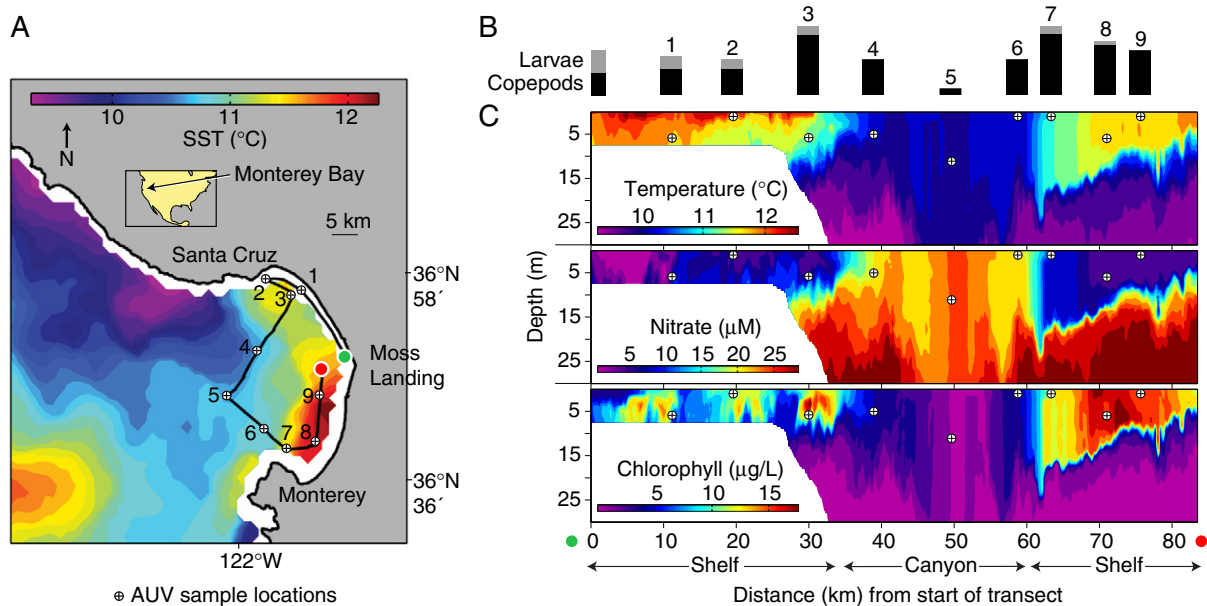 A
10 11 12
SST (°C)
N
Monterey Bay
5 km
Santa Cruz
1
2
3
4
5
6
7
8
9
Moss
Landing
Monterey
36°N
58´
36°N
36´
122°W
⊕ AUV sample locations
B
Larvae
Copepods
1 2 3 4 5 6 7 8 9
C
Depth (m)
5
15
25
Temperature (°C)
10 11 12
5
15
25
Nitrate (μM)
5 10 15 20 25
5
15
25
Chlorophyll (μg/L)
5 10 15
0 10 20 30 40 50 60 70 80
Shelf Canyon Shelf
Distance (km) from start of transect